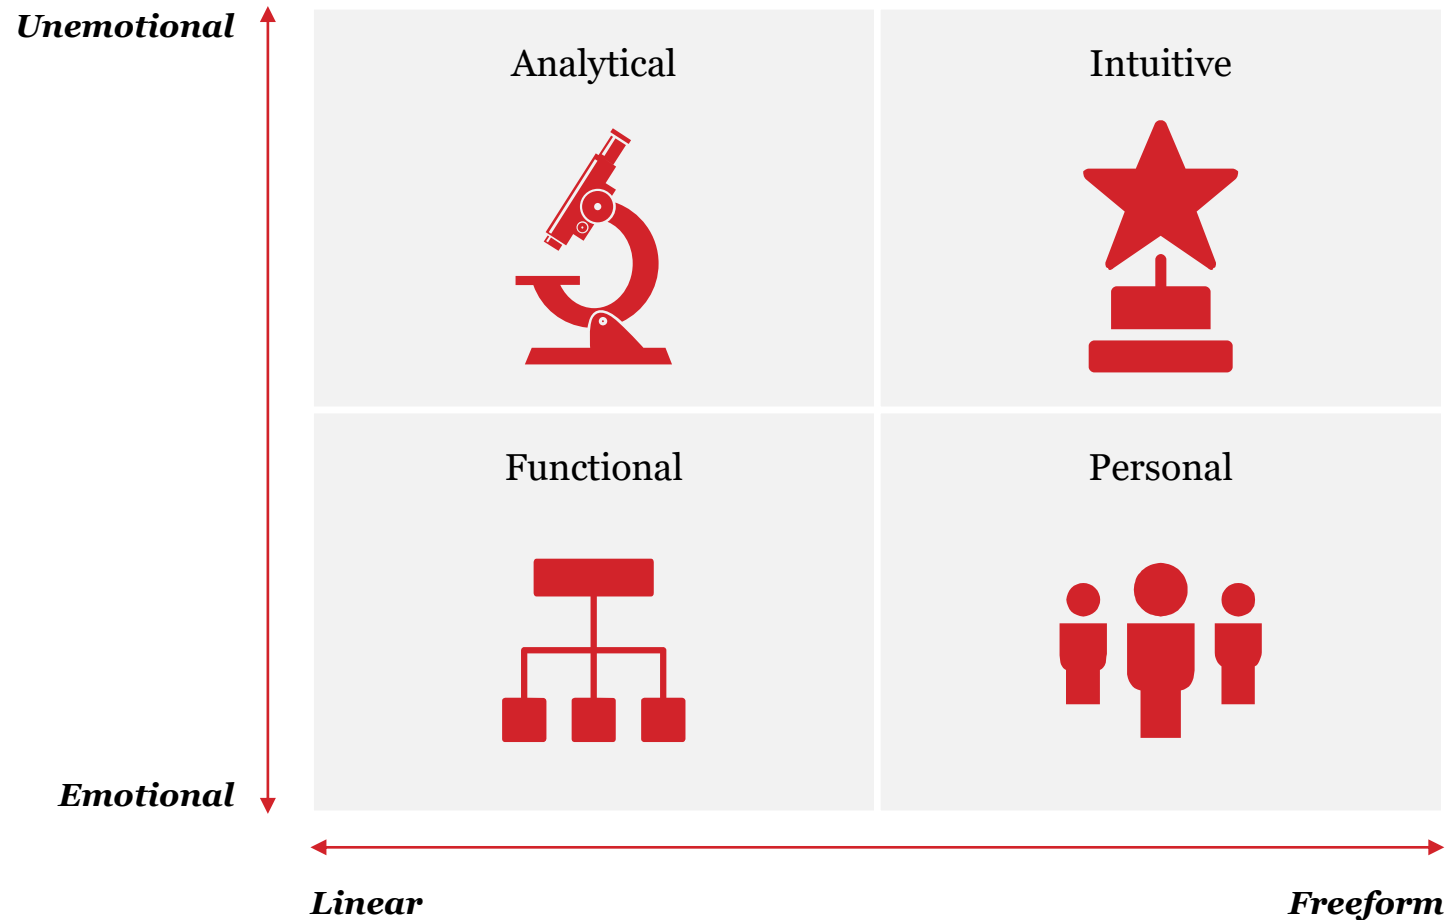 Unemotional
Analytical
Intuitive
Functional
Personal
Emotional
Linear
Freeform